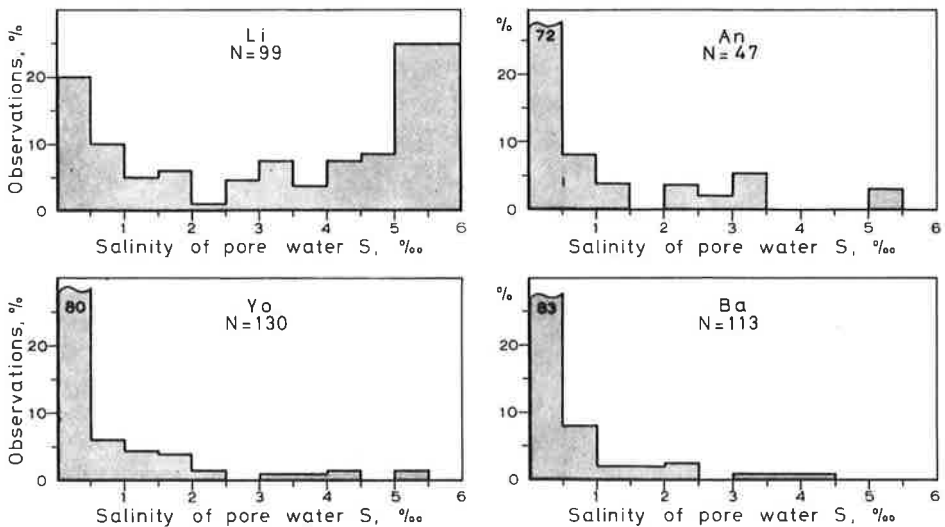 Li
N=99
Observations, %
20
10
0
1 2 3 4 5 6
Salinity of pore water S, ‰
%
72
An
N=47
20
10
0
1 2 3 4 5 6
Salinity of pore water S, ‰
80
Yo
N=130
Observations, %
20
10
0
1 2 3 4 5 6
Salinity of pore water S, ‰
%
83
Ba
N=113
20
10
0
1 2 3 4 5 6
Salinity of pore water S, ‰